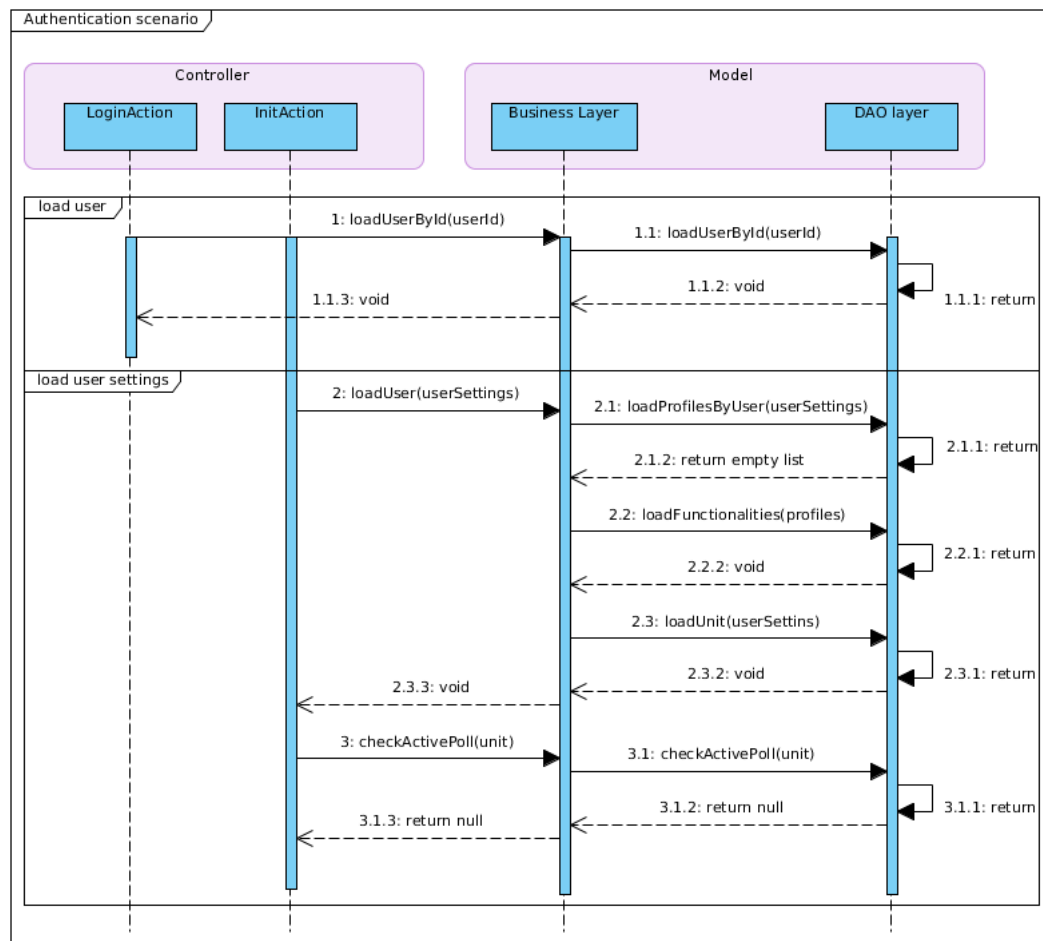 Authentication scenario
Controller
Model
LoginAction
InitAction
Business Layer
DAO layer
load user
1: loadUserById(userId)
1.1: loadUserById(userId)
1.1.1: return
1.1.2: void
1.1.3: void
load user settings
2: loadUser(userSettings)
2.1: loadProfilesByUser(userSettings)
2.1.1: return
2.1.2: return empty list
2.2: loadFunctionalities(profiles)
2.2.1: return
2.2.2: void
2.3: loadUnit(userSettins)
2.3.1: return
2.3.2: void
2.3.3: void
3: checkActivePoll(unit)
3.1: checkActivePoll(unit)
3.1.1: return
3.1.2: return null
3.1.3: return null